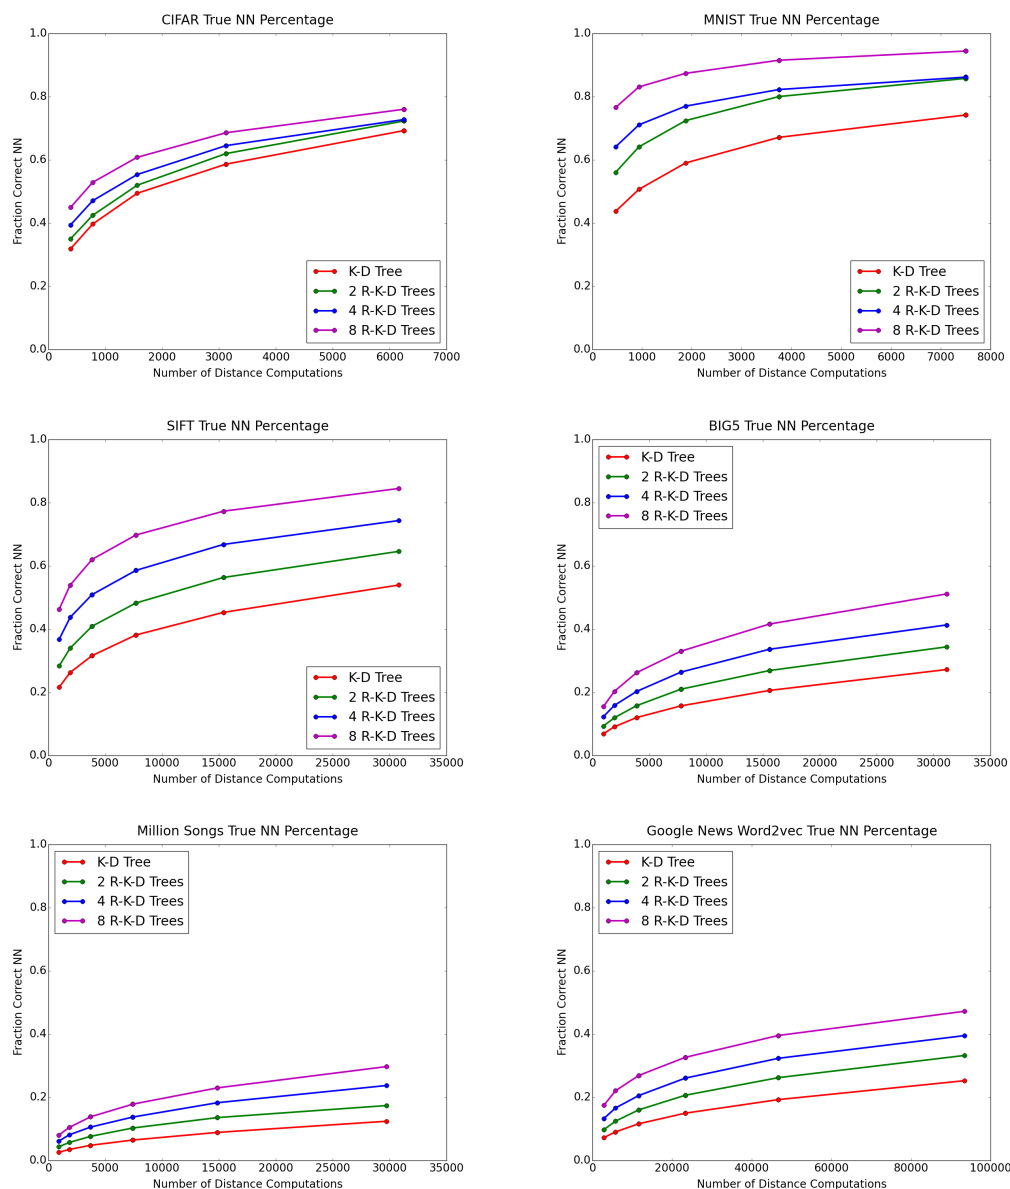 CIFAR True NN Percentage
1.0
0.8
0.6
0.4
0.2
0.0
Fraction Correct NN
K-D Tree
2 R-K-D Trees
4 R-K-D Trees
8 R-K-D Trees
0 1000 2000 3000 4000 5000 6000 7000
Number of Distance Computations
MNIST True NN Percentage
1.0
0.8
0.6
0.4
0.2
0.0
Fraction Correct NN
K-D Tree
2 R-K-D Trees
4 R-K-D Trees
8 R-K-D Trees
0 1000 2000 3000 4000 5000 6000 7000 8000
Number of Distance Computations
SIFT True NN Percentage
1.0
0.8
0.6
0.4
0.2
0.0
Fraction Correct NN
K-D Tree
2 R-K-D Trees
4 R-K-D Trees
8 R-K-D Trees
0 5000 10000 15000 20000 25000 30000 35000
Number of Distance Computations
BIG5 True NN Percentage
1.0
0.8
0.6
0.4
0.2
0.0
Fraction Correct NN
K-D Tree
2 R-K-D Trees
4 R-K-D Trees
8 R-K-D Trees
0 5000 10000 15000 20000 25000 30000 35000
Number of Distance Computations
Million Songs True NN Percentage
1.0
0.8
0.6
0.4
0.2
0.0
Fraction Correct NN
K-D Tree
2 R-K-D Trees
4 R-K-D Trees
8 R-K-D Trees
0 5000 10000 15000 20000 25000 30000 35000
Number of Distance Computations
Google News Word2vec True NN Percentage
1.0
0.8
0.6
0.4
0.2
0.0
Fraction Correct NN
K-D Tree
2 R-K-D Trees
4 R-K-D Trees
8 R-K-D Trees
0 20000 40000 60000 80000 100000
Number of Distance Computations